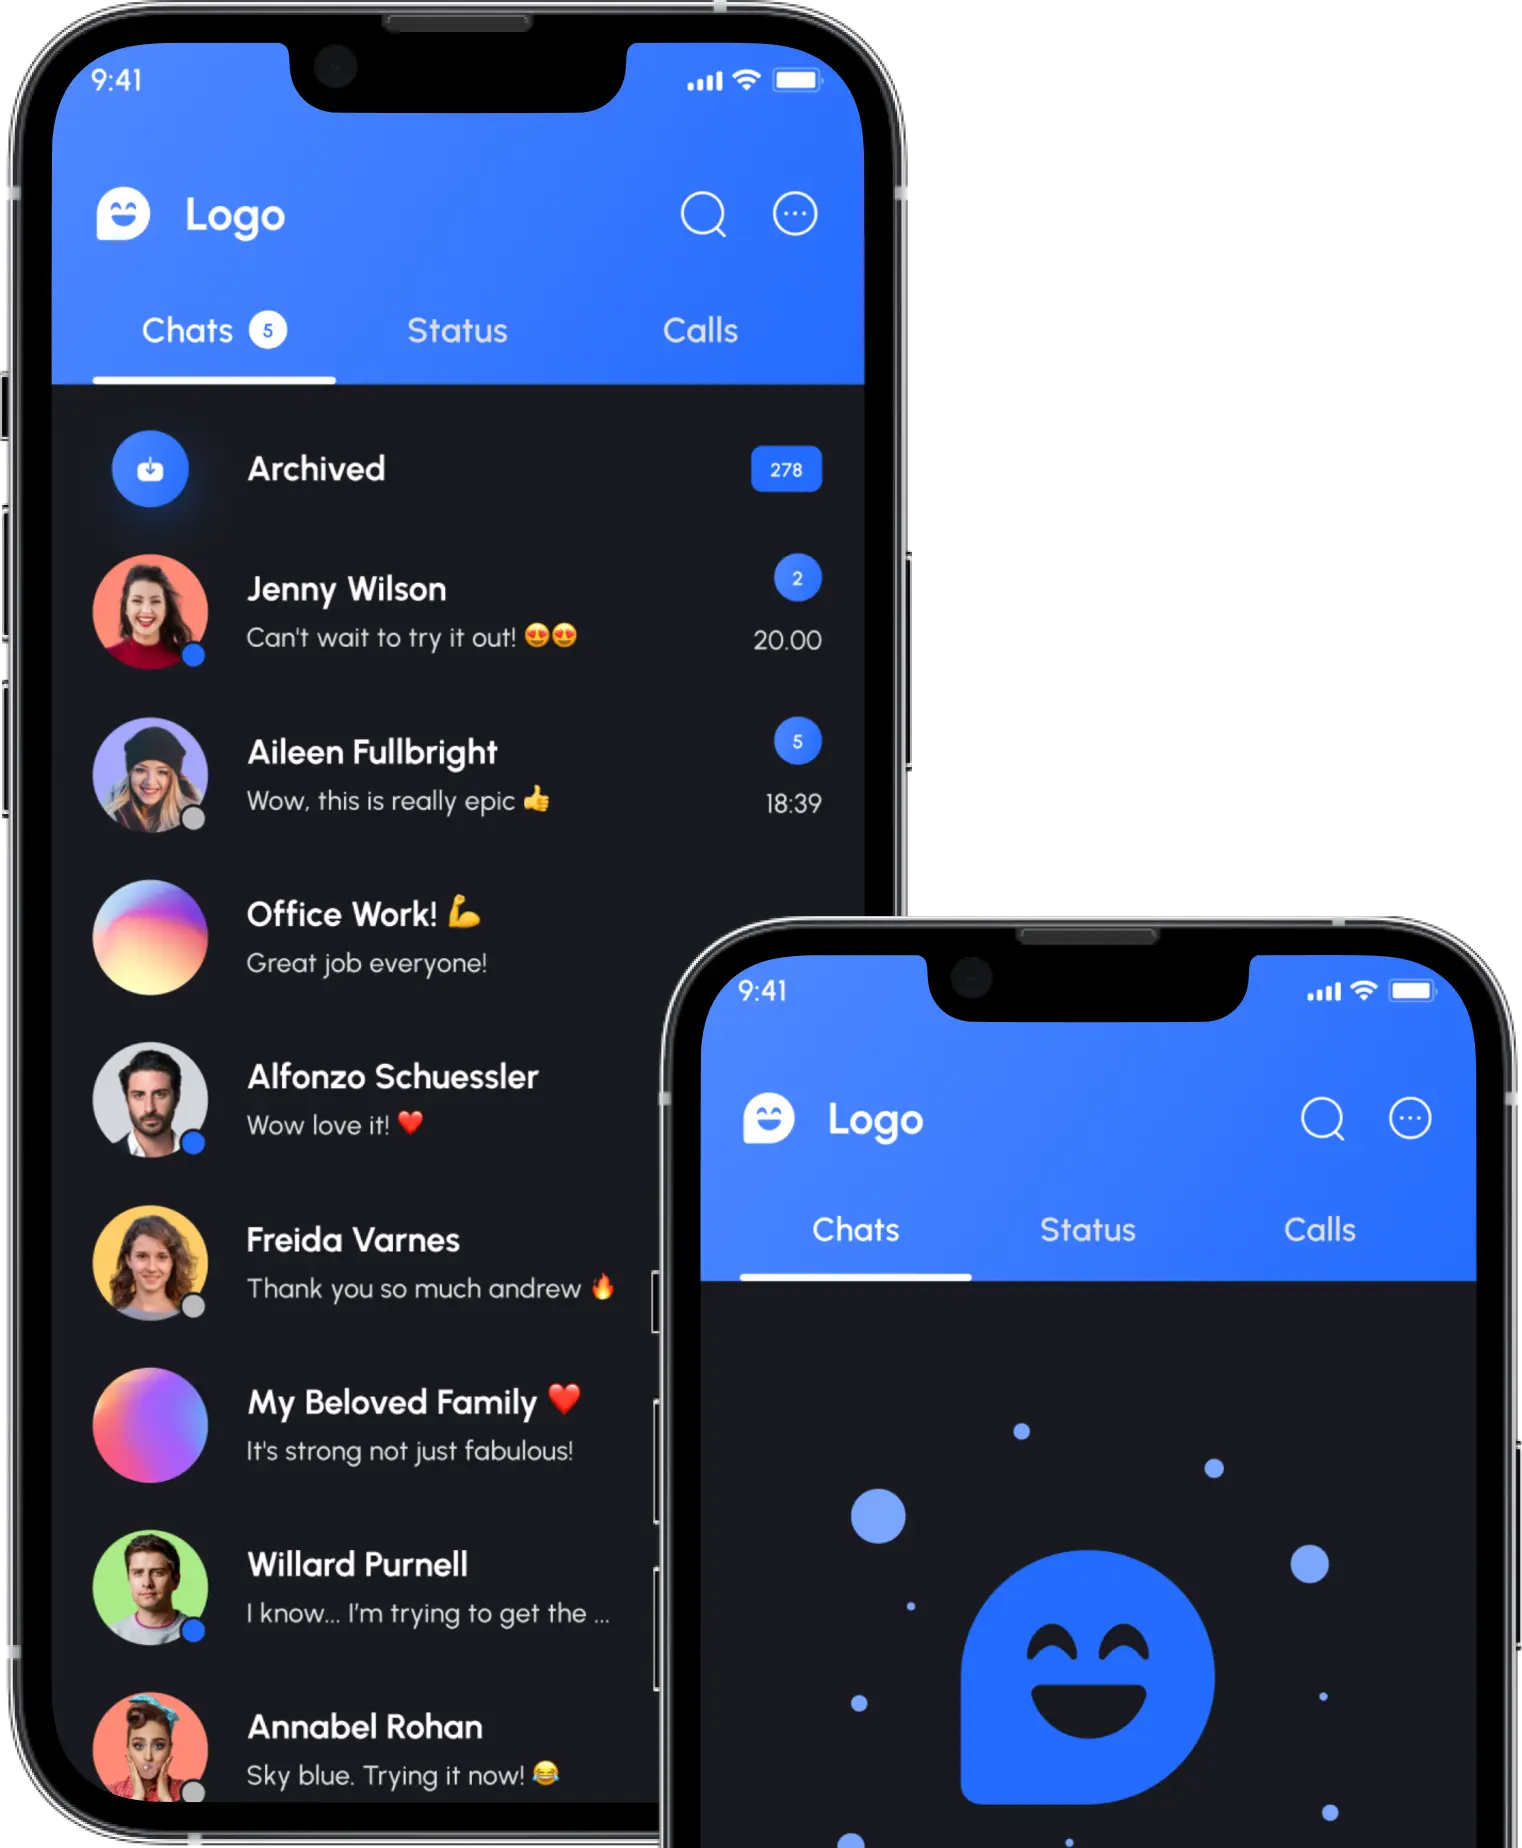 9:41
Logo
Chats 5 Status Calls
Archived 278
Jenny Wilson 2
Can't wait to try it out! 😍😍 20.00
Aileen Fullbright 5
Wow, this is really epic 👍 18:39
Office Work! 💪
Great job everyone!
Alfonzo Schuessler
Wow love it! ❤️
Freida Varnes
Thank you so much andrew 🔥
My Beloved Family ❤️
It's strong not just fabulous!
Willard Purnell
I know... I'm trying to get the ...
Annabel Rohan
Sky blue. Trying it now! 😂
9:41
Logo
Chats Status Calls